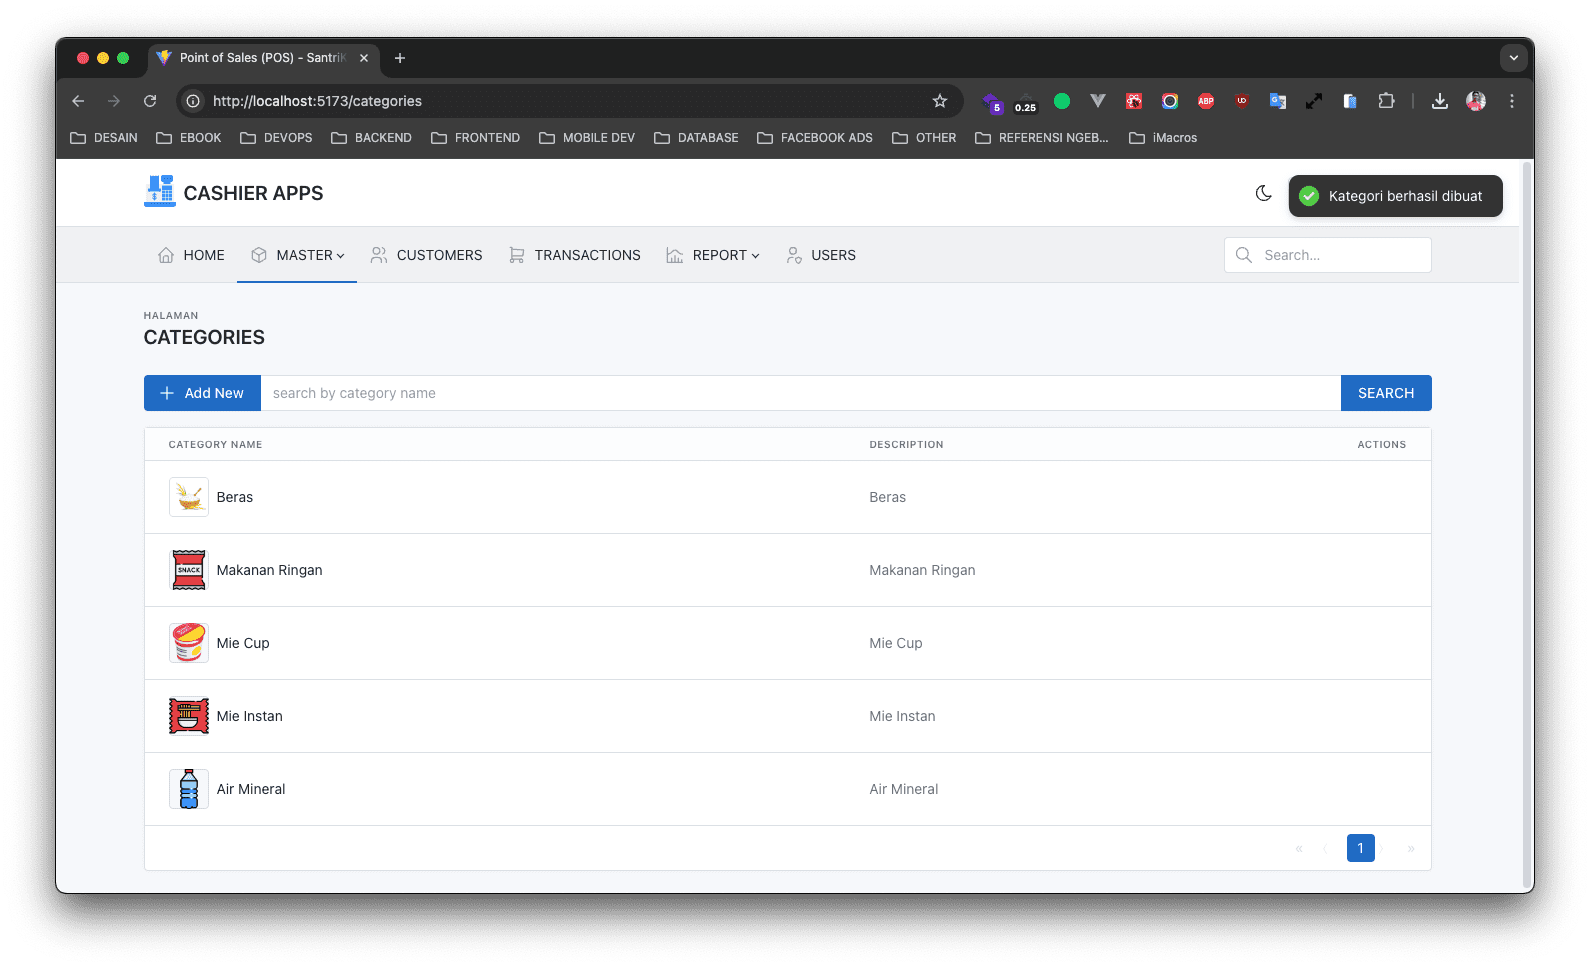 Point of Sales (POS) - Santri
http://localhost:5173/categories
5
0.25
ABP
DESAIN EBOOK DEVOPS BACKEND FRONTEND MOBILE DEV DATABASE FACEBOOK ADS OTHER REFERENSI NGEB... iMacros
CASHIER APPS
Kategori berhasil dibuat
HOME MASTER CUSTOMERS TRANSACTIONS REPORT USERS Search...
HALAMAN
CATEGORIES
Add New search by category name SEARCH
CATEGORY NAME DESCRIPTION ACTIONS
Beras Beras
SNACK
Makanan Ringan Makanan Ringan
Mie Cup Mie Cup
Mie Instan Mie Instan
Air Mineral Air Mineral
« ‹ 1 › »